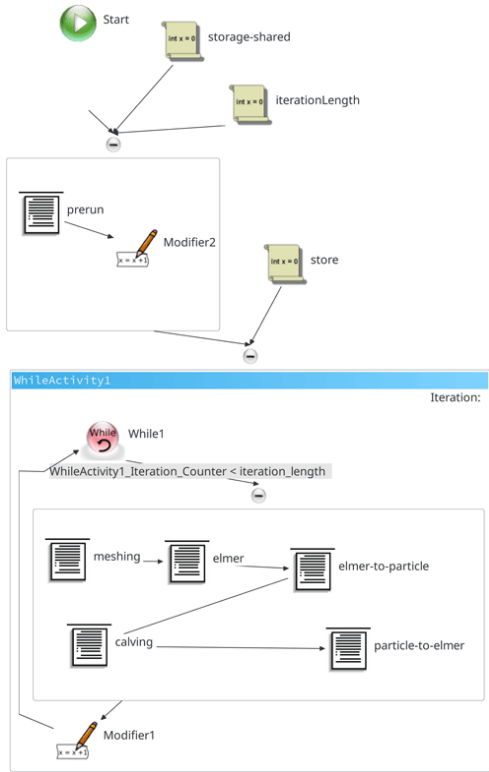 Start
int x = 0
storage-shared
int x = 0
iterationLength
prerun
x = x+1
Modifier2
int x = 0
store
WhileActivity1
Iteration:
While
While1
WhileActivity1_Iteration_Counter < iteration_length
meshing
elmer
elmer-to-particle
calving
particle-to-elmer
x = x+1
Modifier1